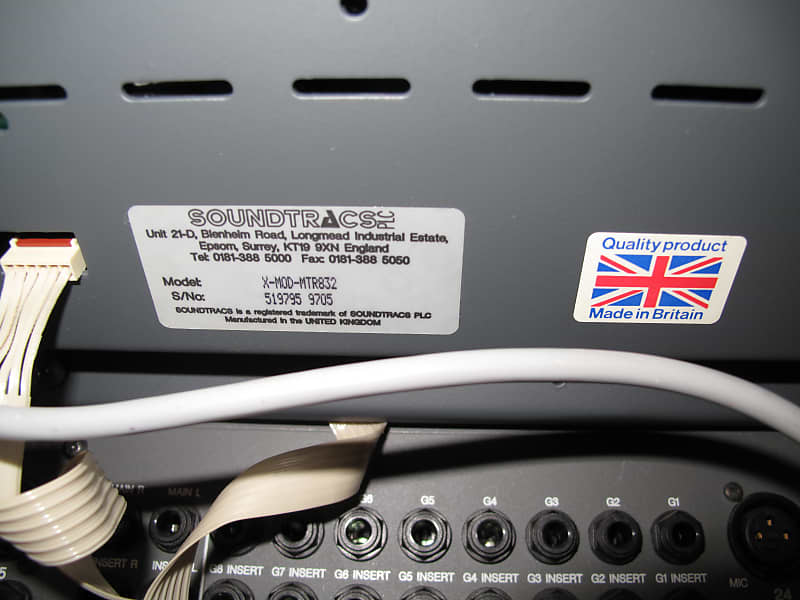 SOUNDTRACS PLC
Unit 21-D, Blenheim Road, Longmead Industrial Estate,
Epsom, Surrey, KT19 9XN England
Tel: 0181-388 5000 Fax: 0181-388 5050
Model: X-MOD-MTR832
S/No: 519795 9705
SOUNDTRACS is a registered trademark of SOUNDTRACS PLC
Manufactured in the UNITED KINGDOM
Quality product
Made in Britain
MAIN R MAIN L G6 G5 G4 G3 G2 G1
INSERT R G8 INSERT G7 INSERT G6 INSERT G5 INSERT G4 INSERT G3 INSERT G2 INSERT G1 INSERT MIC
24